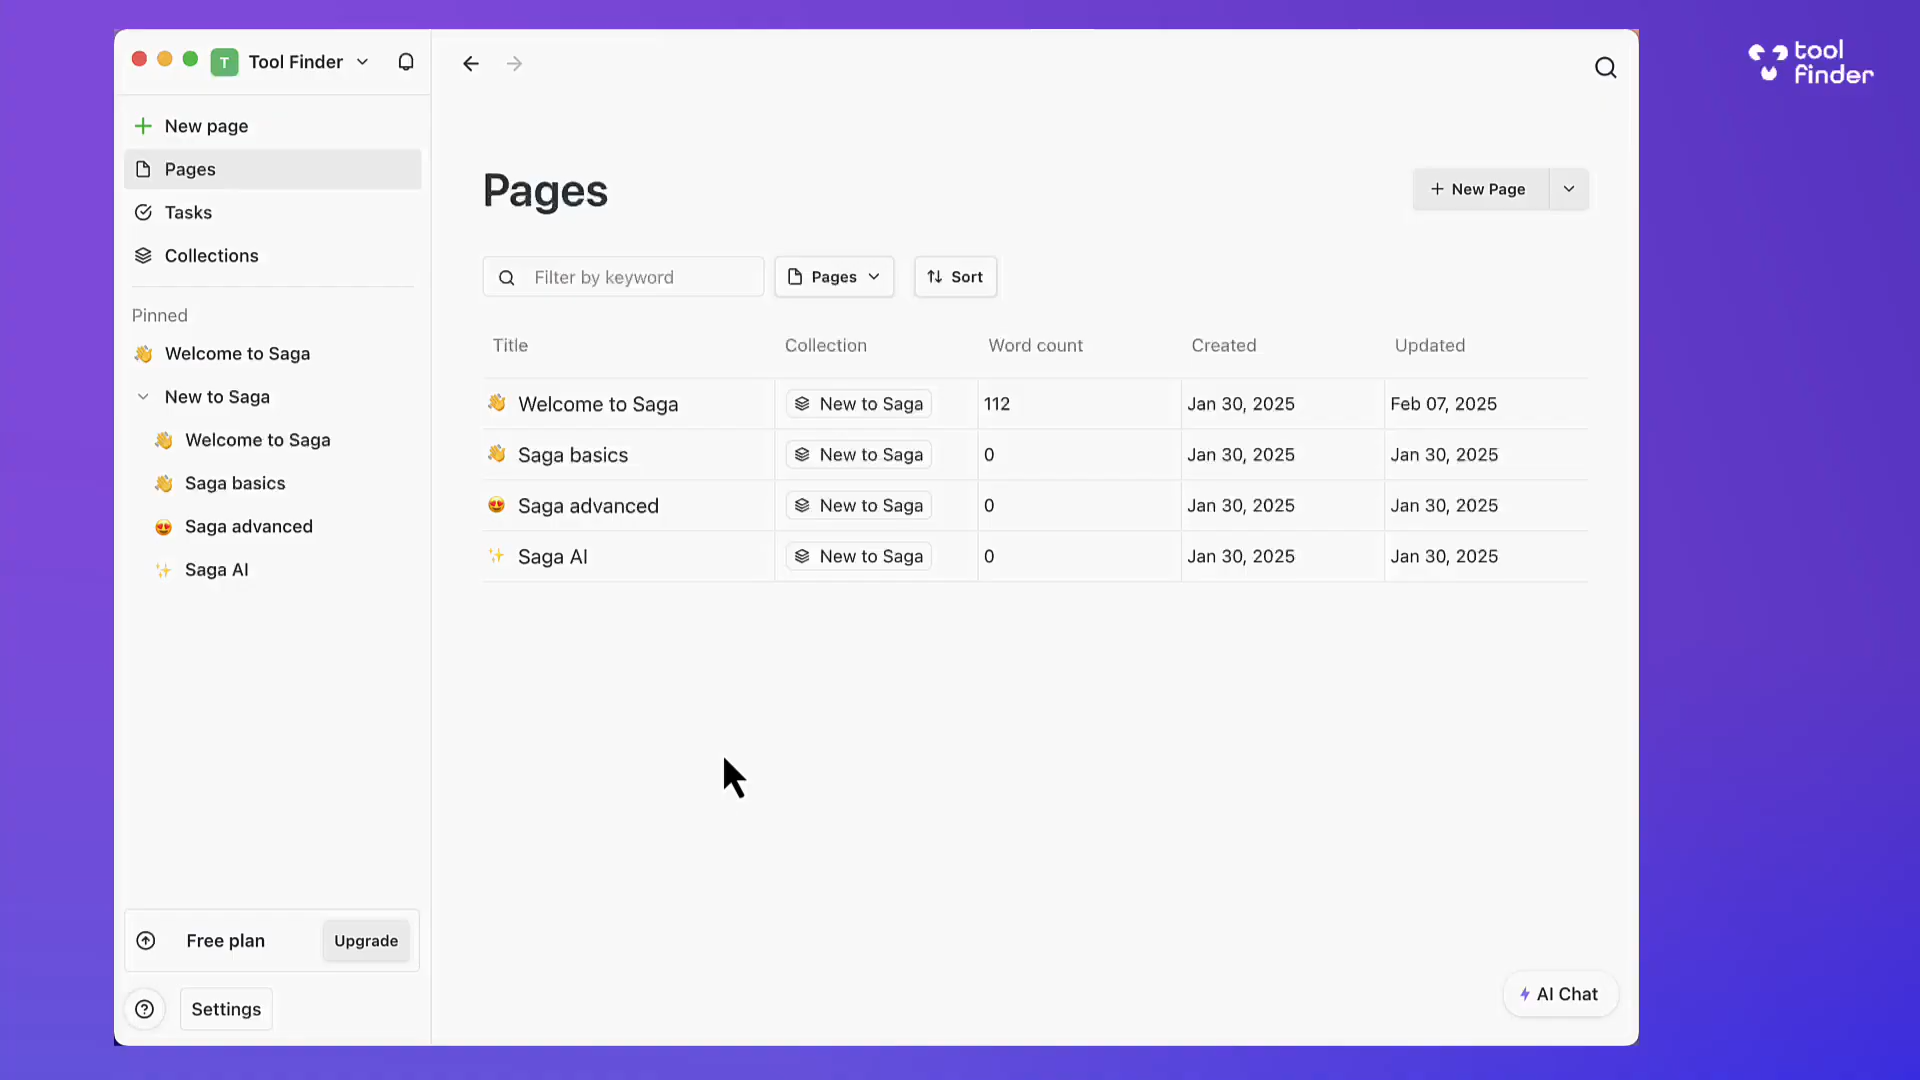 T Tool Finder
New page
Pages
Tasks
Collections
Pinned
Welcome to Saga
New to Saga
Welcome to Saga
Saga basics
Saga advanced
Saga AI
Free plan Upgrade
Settings
Pages
New Page
Filter by keyword Pages Sort
Title Collection Word count Created Updated
Welcome to Saga New to Saga 112 Jan 30, 2025 Feb 07, 2025
Saga basics New to Saga 0 Jan 30, 2025 Jan 30, 2025
Saga advanced New to Saga 0 Jan 30, 2025 Jan 30, 2025
Saga AI New to Saga 0 Jan 30, 2025 Jan 30, 2025
AI Chat
tool
finder